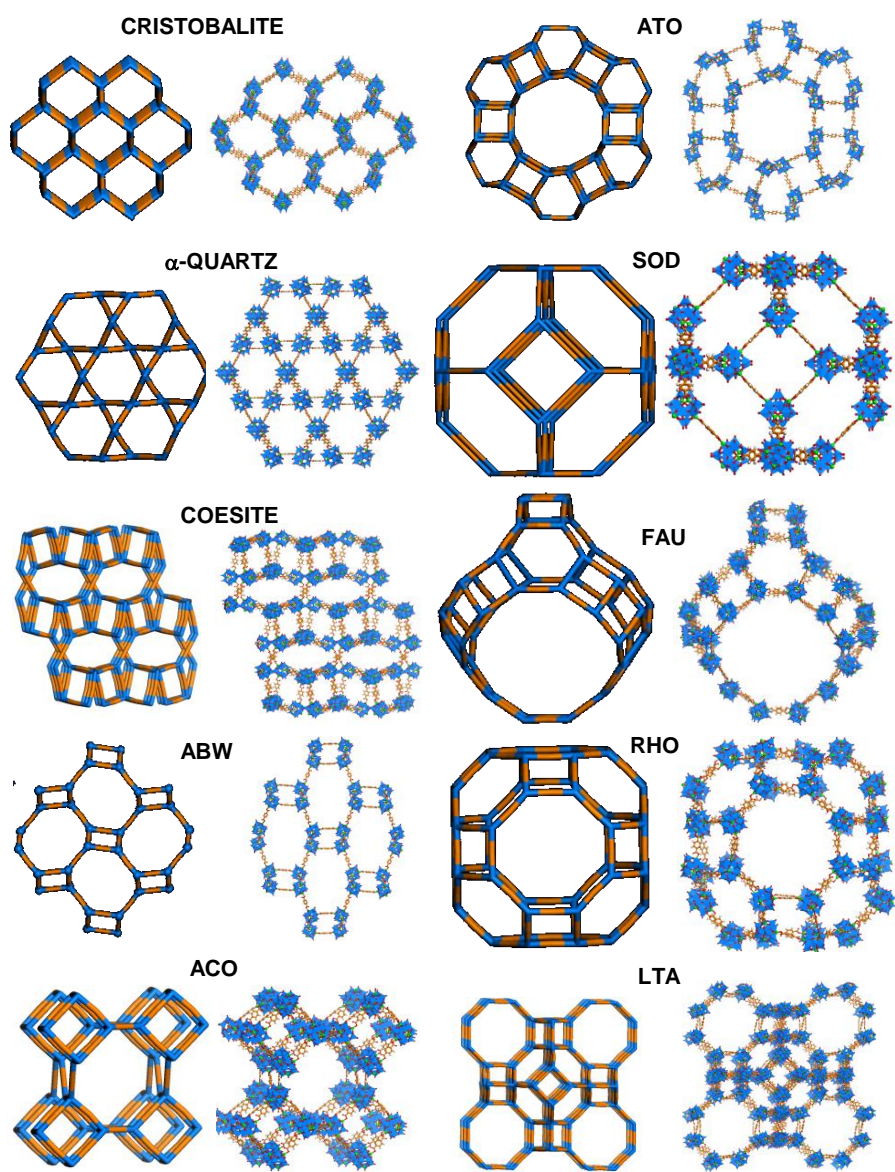 CRISTOBALITE
ATO
α-QUARTZ
SOD
COESITE
FAU
ABW
RHO
ACO
LTA